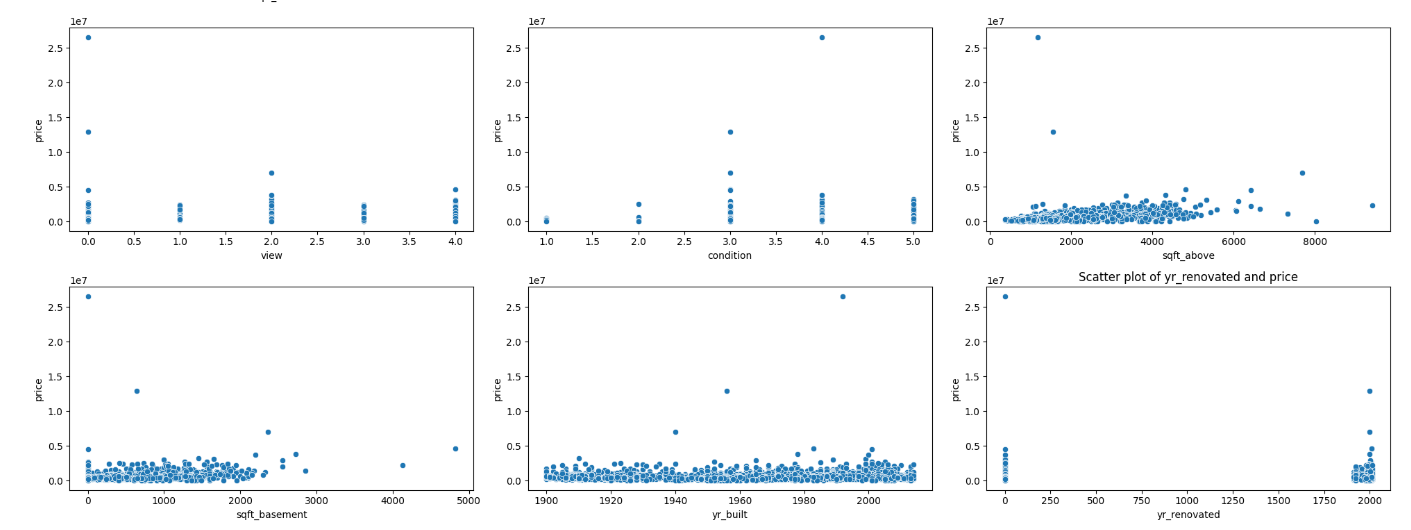 1e7
2.5
2.0
1.5
1.0
0.5
0.0
price
0.0 0.5 1.0 1.5 2.0 2.5 3.0 3.5 4.0
view
1e7
2.5
2.0
1.5
1.0
0.5
0.0
price
1.0 1.5 2.0 2.5 3.0 3.5 4.0 4.5 5.0
condition
1e7
2.5
2.0
1.5
1.0
0.5
0.0
price
0 2000 4000 6000 8000
sqft_above
1e7
2.5
2.0
1.5
1.0
0.5
0.0
price
0 1000 2000 3000 4000 5000
sqft_basement
1e7
2.5
2.0
1.5
1.0
0.5
0.0
price
1900 1920 1940 1960 1980 2000
yr_built
Scatter plot of yr_renovated and price
1e7
2.5
2.0
1.5
1.0
0.5
0.0
price
0 250 500 750 1000 1250 1500 1750 2000
yr_renovated